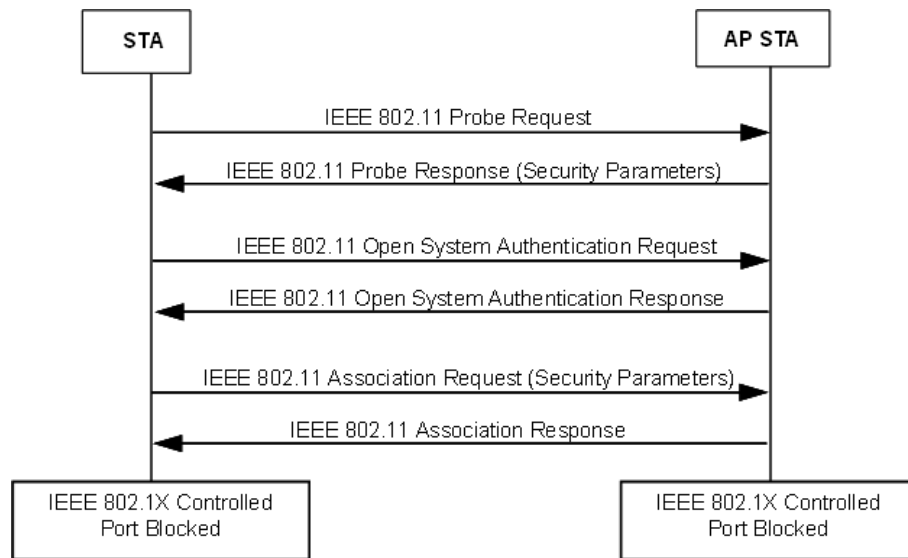 STA
AP STA
IEEE 802.11 Probe Request
IEEE 802.11 Probe Response (Security Parameters)
IEEE 802.11 Open System Authentication Request
IEEE 802.11 Open System Authentication Response
IEEE 802.11 Association Request (Security Parameters)
IEEE 802.11 Association Response
IEEE 802.1X Controlled
Port Blocked
IEEE 802.1X Controlled
Port Blocked